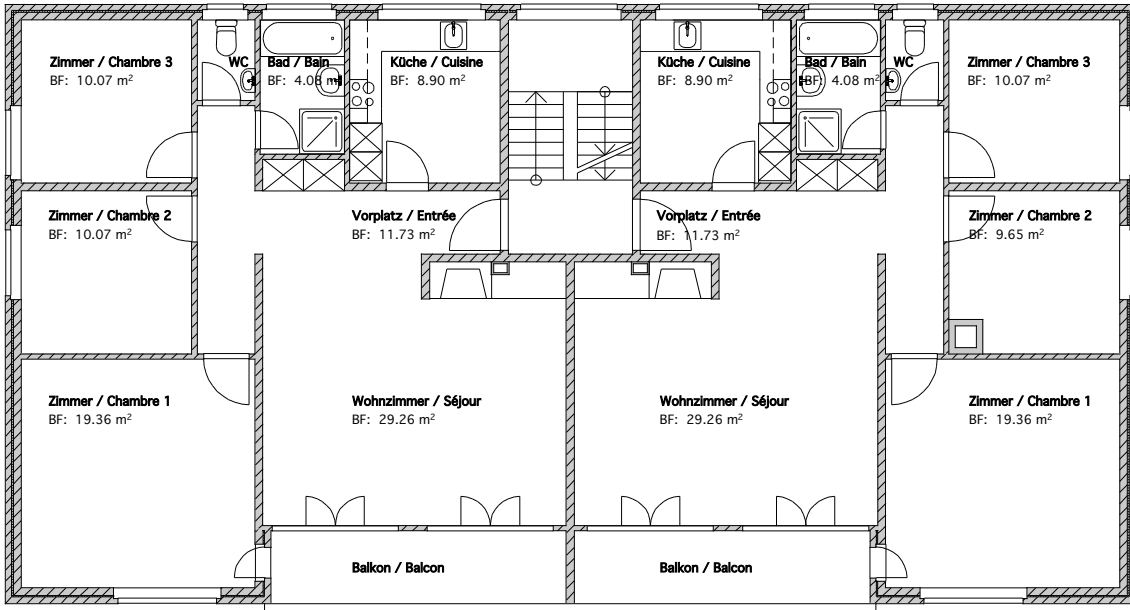 Zimmer / Chambre 3
BF: 10.07 m²
WC
Bad / Bain
BF: 4.08 m²
Küche / Cuisine
BF: 8.90 m²
Küche / Cuisine
BF: 8.90 m²
Bad / Bain
BF: 4.08 m²
WC
Zimmer / Chambre 3
BF: 10.07 m²
Zimmer / Chambre 2
BF: 10.07 m²
Vorplatz / Entrée
BF: 11.73 m²
Vorplatz / Entrée
BF: 11.73 m²
Zimmer / Chambre 2
BF: 9.65 m²
Zimmer / Chambre 1
BF: 19.36 m²
Wohnzimmer / Séjour
BF: 29.26 m²
Wohnzimmer / Séjour
BF: 29.26 m²
Zimmer / Chambre 1
BF: 19.36 m²
Balkon / Balcon
Balkon / Balcon